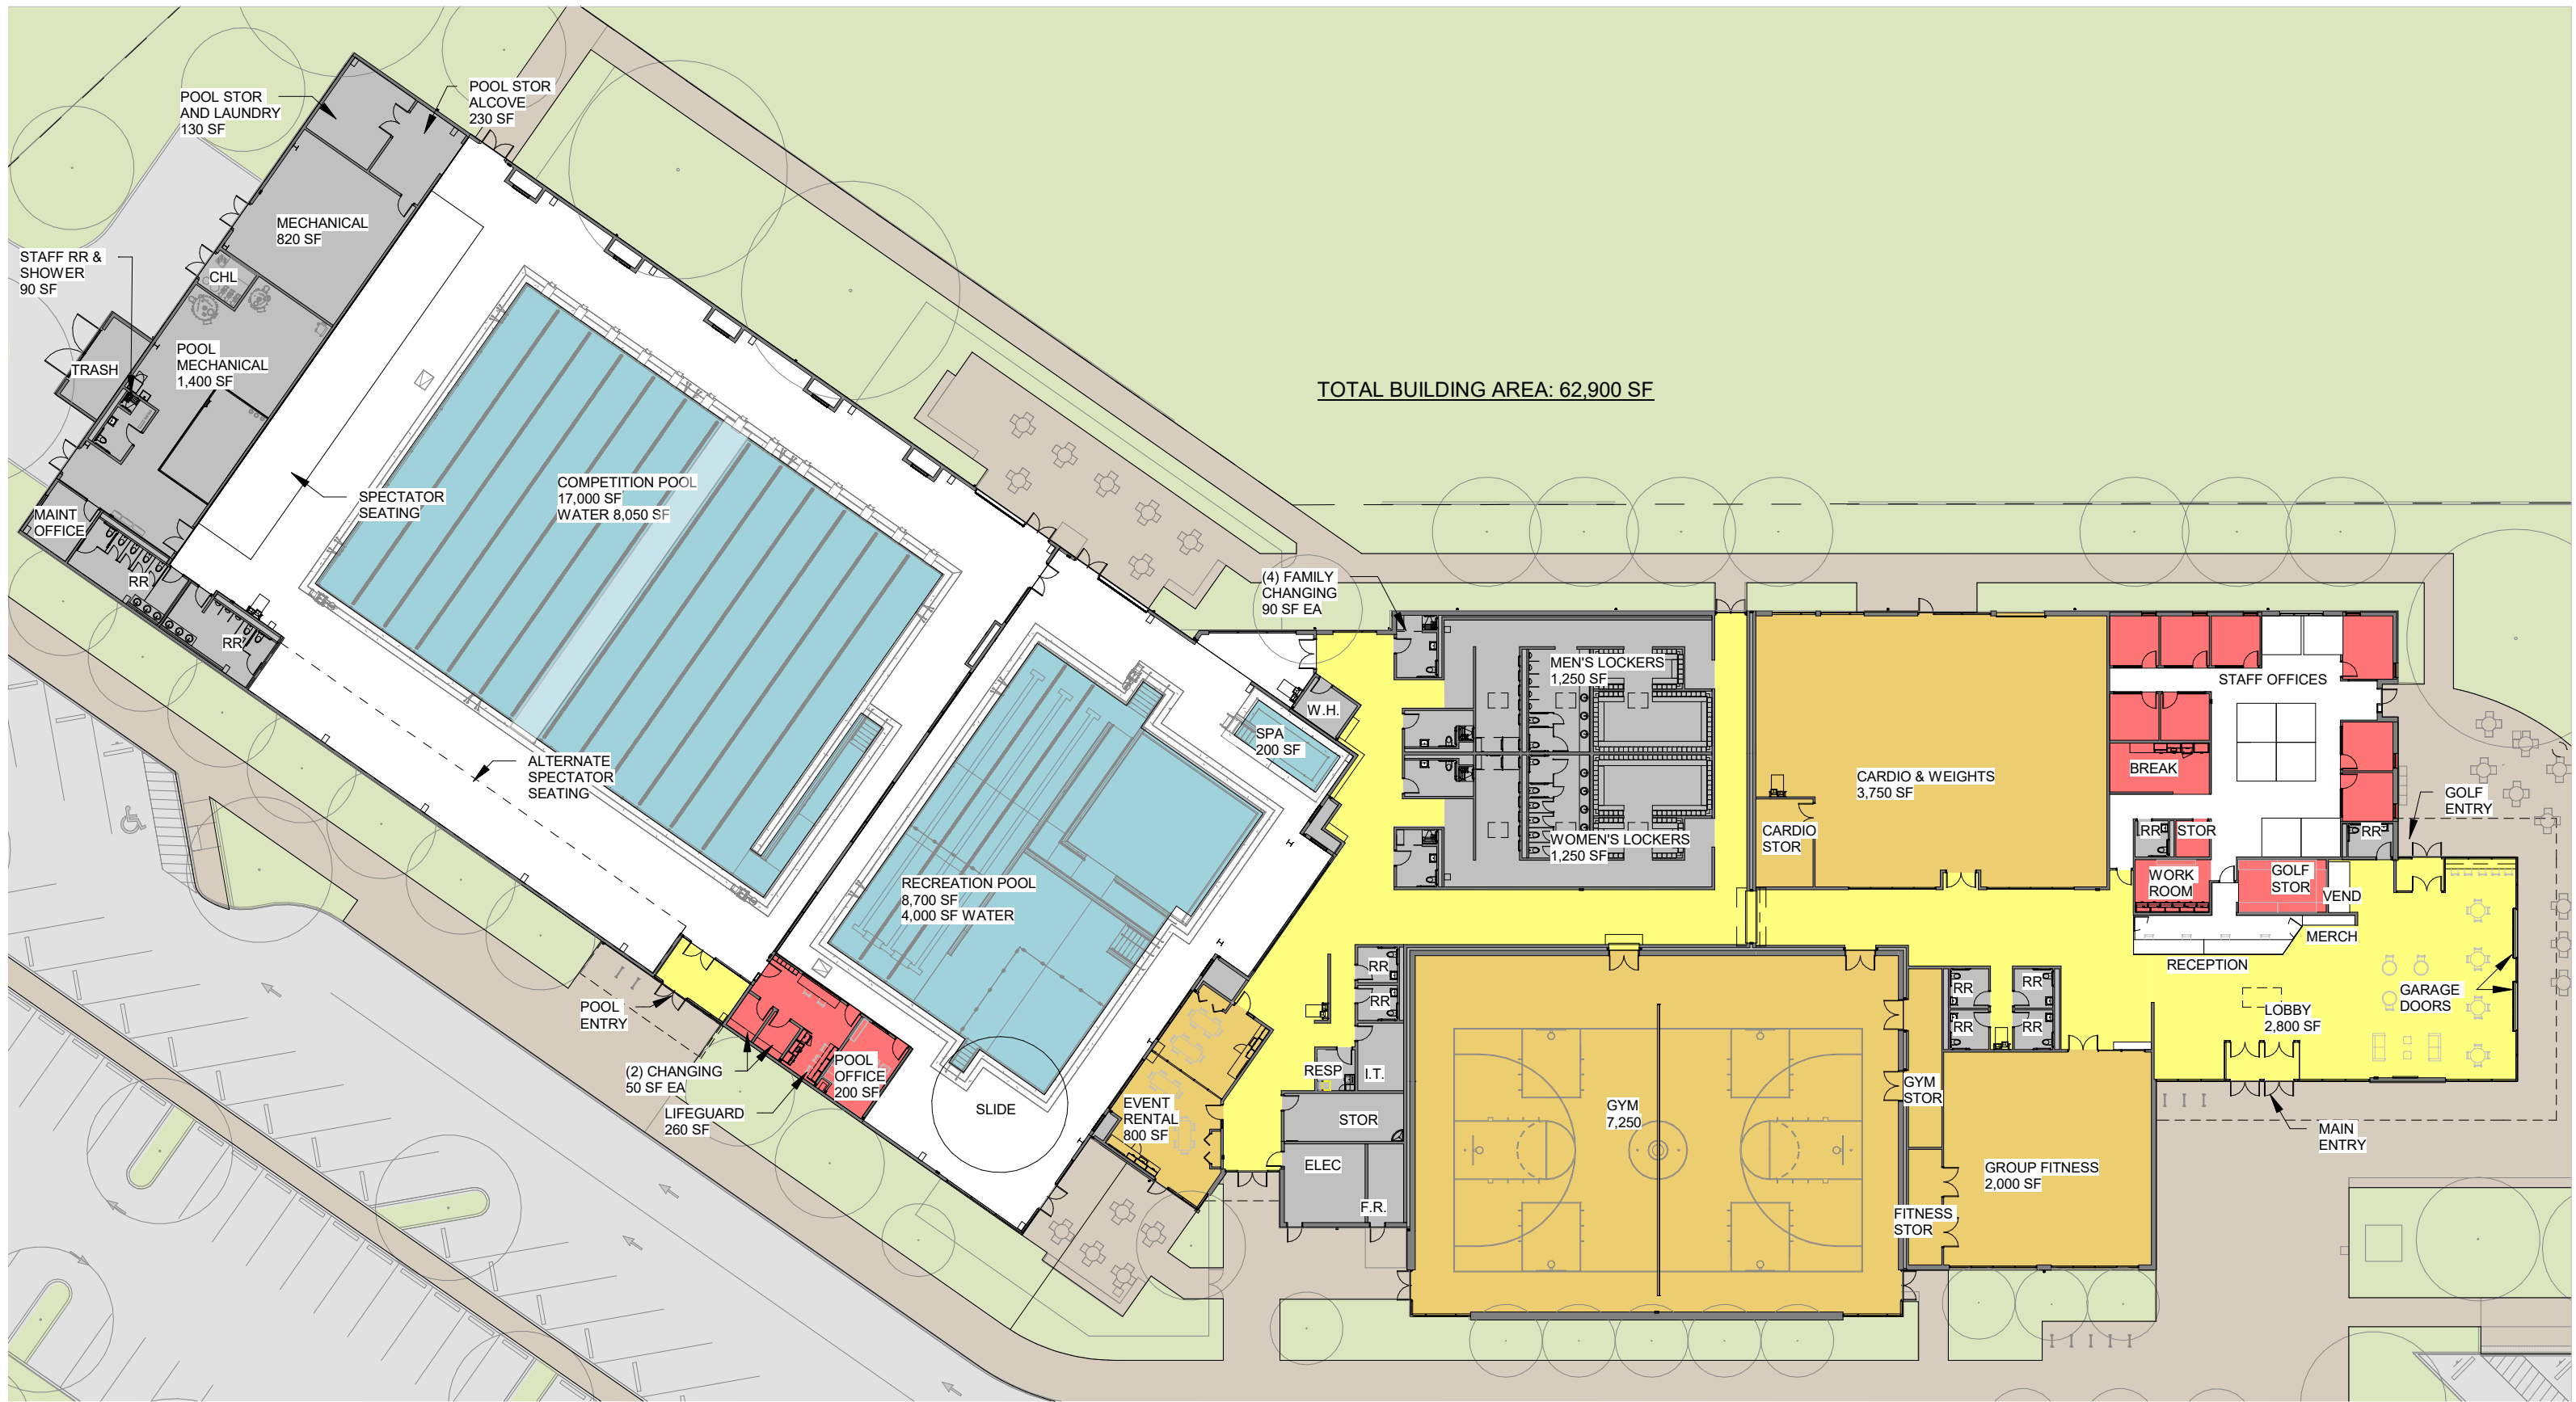 POOL STOR
AND LAUNDRY
130 SF
POOL STOR
ALCOVE
230 SF
MECHANICAL
820 SF
STAFF RR &
SHOWER
90 SF
CHL
TRASH
POOL
MECHANICAL
1,400 SF
MAINT
OFFICE
RR
RR
SPECTATOR
SEATING
COMPETITION POOL
17,000 SF
WATER 8,050 SF
ALTERNATE
SPECTATOR
SEATING
TOTAL BUILDING AREA: 62,900 SF
(4) FAMILY
CHANGING
90 SF EA
W.H.
SPA
200 SF
RECREATION POOL
8,700 SF
4,000 SF WATER
POOL
ENTRY
(2) CHANGING
50 SF EA
LIFEGUARD
260 SF
POOL
OFFICE
200 SF
SLIDE
EVENT
RENTAL
800 SF
MEN'S LOCKERS
1,250 SF
WOMEN'S LOCKERS
1,250 SF
RR
RR
RESP
I.T.
STOR
ELEC
F.R.
GYM
7,250
CARDIO & WEIGHTS
3,750 SF
CARDIO
STOR
STAFF OFFICES
BREAK
RR
STOR
WORK
ROOM
GOLF
STOR
VEND
RR
GOLF
ENTRY
MERCH
RECEPTION
GARAGE
DOORS
LOBBY
2,800 SF
RR
RR
RR
RR
GYM
STOR
FITNESS
STOR
GROUP FITNESS
2,000 SF
MAIN
ENTRY